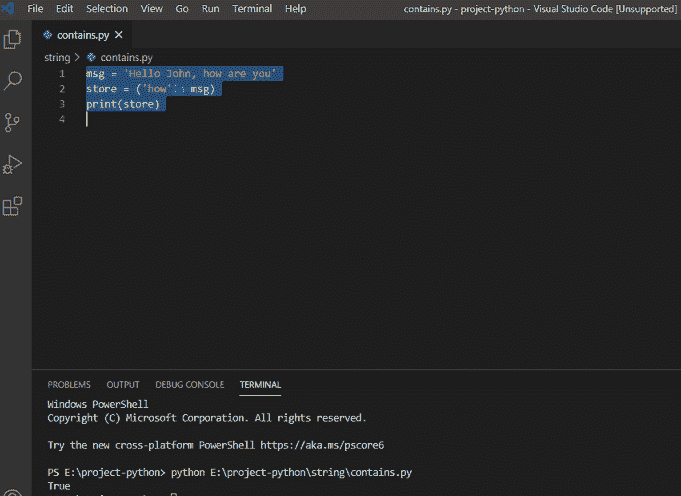 File Edit Selection View Go Run Terminal Help contains.py - project-python - Visual Studio Code [Unsupported]
contains.py ×
string > contains.py
1 msg = 'Hello John, how are you'
2 store = ('how' msg)
3 print(store)
4
PROBLEMS OUTPUT DEBUG CONSOLE TERMINAL
Windows PowerShell
Copyright (C) Microsoft Corporation. All rights reserved.
Try the new cross-platform PowerShell https://aka.ms/pscore6
PS E:\project-python> python E:\project-python\string\contains.py
True